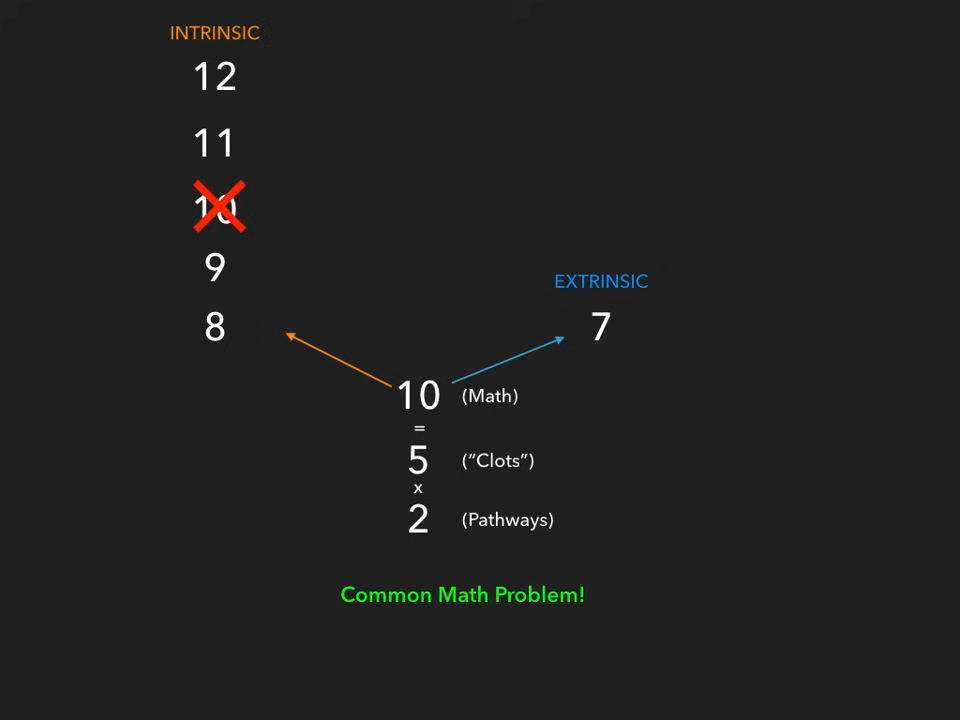 INTRINSIC
12
11
10
9
8
EXTRINSIC
7
10 (Math)
=
5 (“Clots”)
x
2 (Pathways)
Common Math Problem!